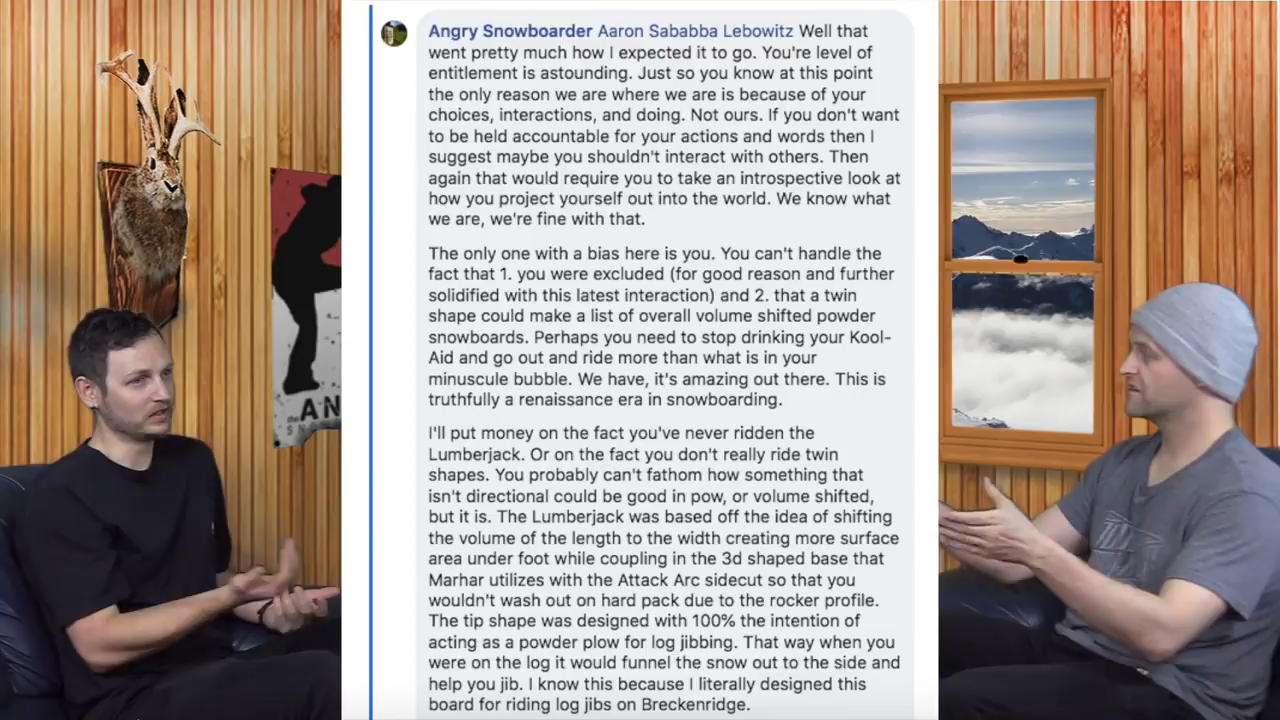 Angry Snowboarder Aaron Sababba Lebowitz Well that
went pretty much how I expected it to go. You're level of
entitlement is astounding. Just so you know at this point
the only reason we are where we are is because of your
choices, interactions, and doing. Not ours. If you don't want
to be held accountable for your actions and words then I
suggest maybe you shouldn't interact with others. Then
again that would require you to take an introspective look at
how you project yourself out into the world. We know what
we are, we're fine with that.
The only one with a bias here is you. You can't handle the
fact that 1. you were excluded (for good reason and further
solidified with this latest interaction) and 2. that a twin
shape could make a list of overall volume shifted powder
snowboards. Perhaps you need to stop drinking your Kool-
Aid and go out and ride more than what is in your
minuscule bubble. We have, it's amazing out there. This is
truthfully a renaissance era in snowboarding.
I'll put money on the fact you've never ridden the
Lumberjack. Or on the fact you don't really ride twin
shapes. You probably can't fathom how something that
isn't directional could be good in pow, or volume shifted,
but it is. The Lumberjack was based off the idea of shifting
the volume of the length to the width creating more surface
area under foot while coupling in the 3d shaped base that
Marhar utilizes with the Attack Arc sidecut so that you
wouldn't wash out on hard pack due to the rocker profile.
The tip shape was designed with 100% the intention of
acting as a powder plow for log jibbing. That way when you
were on the log it would funnel the snow out to the side and
help you jib. I know this because I literally designed this
board for riding log jibs on Breckenridge.
the AN